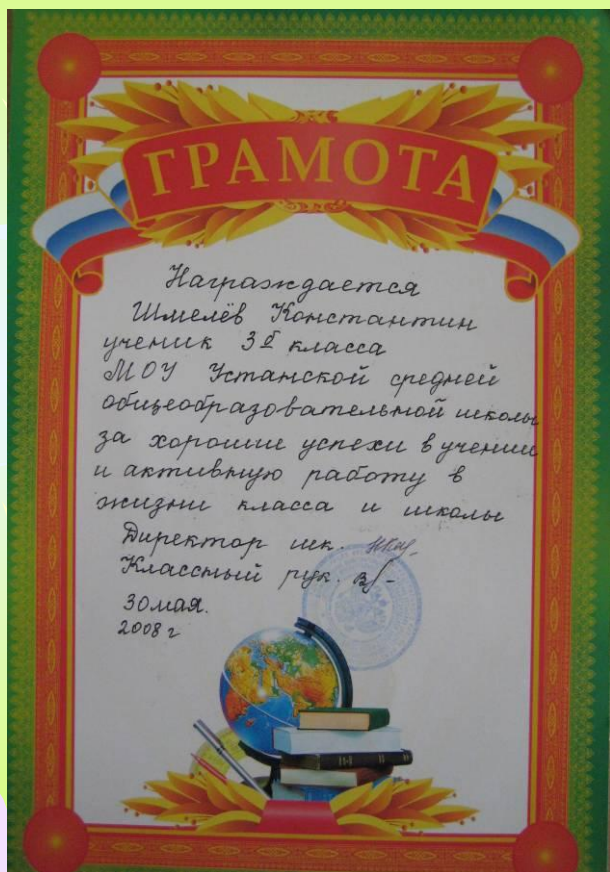 ГРАМОТА
Награждается
Шмелёв Константин
ученик 3б класса
МОУ Устанской средней
общеобразовательной школы
за хорошие успехи в учении
и активную работу в
жизни класса и школы
Директор шк.
Классный рук.
30 мая.
2008 г